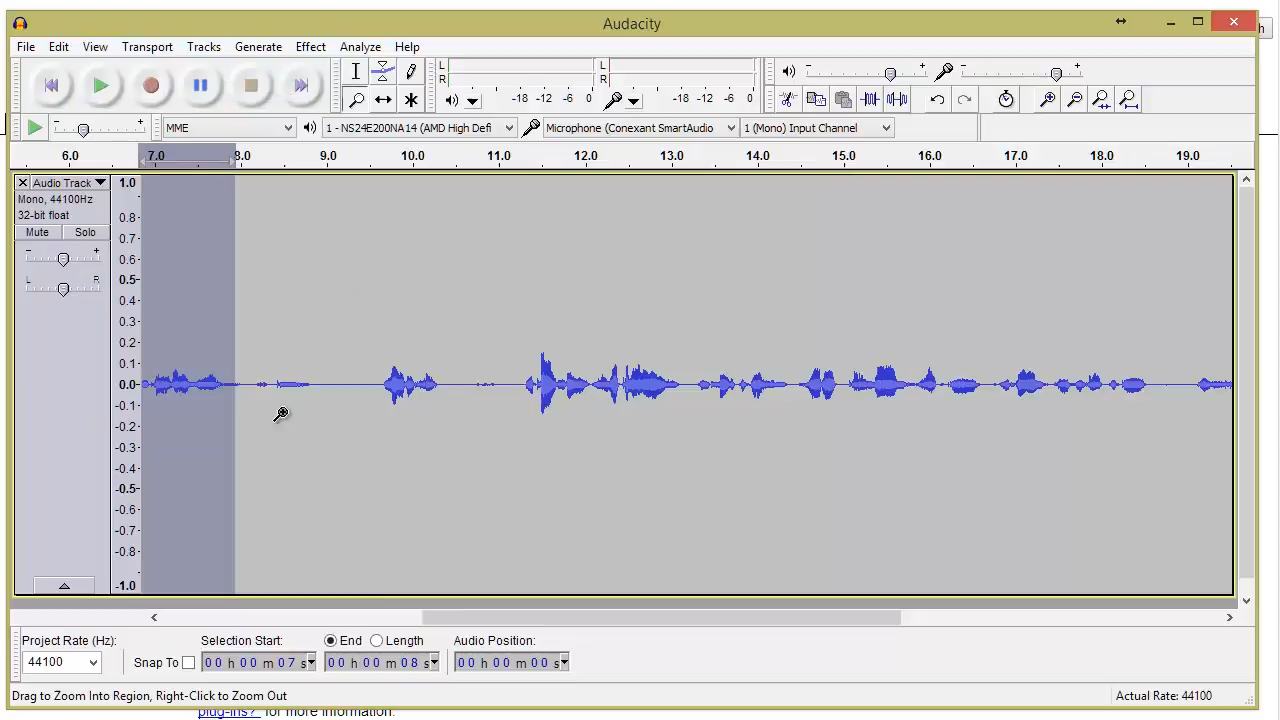 Audacity
h
File Edit View Transport Tracks Generate Effect Analyze Help
L R L R
-18 -12 -6 0 -18 -12 -6 0
MME 1 - NS24E200NA14 (AMD High Defi Microphone (Conexant SmartAudio 1 (Mono) Input Channel
6.0 7.0 8.0 9.0 10.0 11.0 12.0 13.0 14.0 15.0 16.0 17.0 18.0 19.0
Audio Track
Mono, 44100Hz
32-bit float
Mute Solo
- +
L R
1.0
0.8
0.7
0.6
0.5
0.4
0.3
0.2
0.1
0.0
-0.1
-0.2
-0.3
-0.4
-0.5
-0.6
-0.7
-0.8
-1.0
Project Rate (Hz): Selection Start: End Length Audio Position:
44100 Snap To 00 h 00 m 07 s 00 h 00 m 08 s 00 h 00 m 00 s
Drag to Zoom Into Region, Right-Click to Zoom Out Actual Rate: 44100
plug-ins?" for more information.